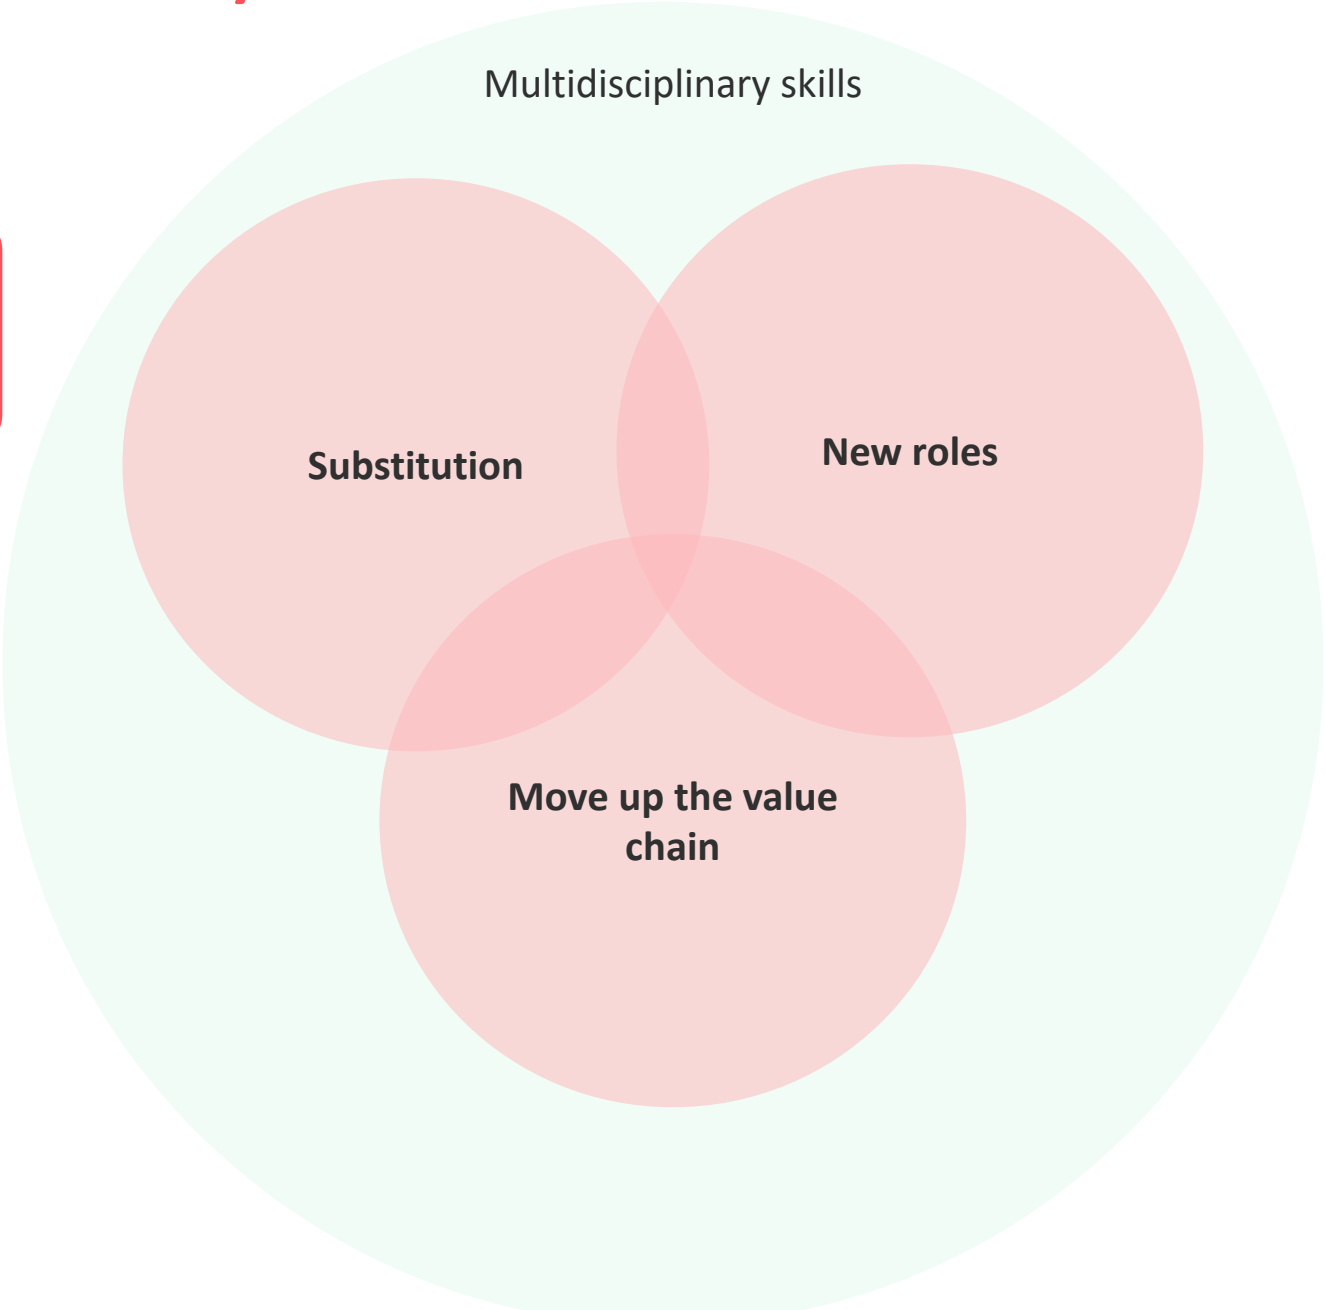 Multidisciplinary skills
New roles
Substitution
Move up the value
chain